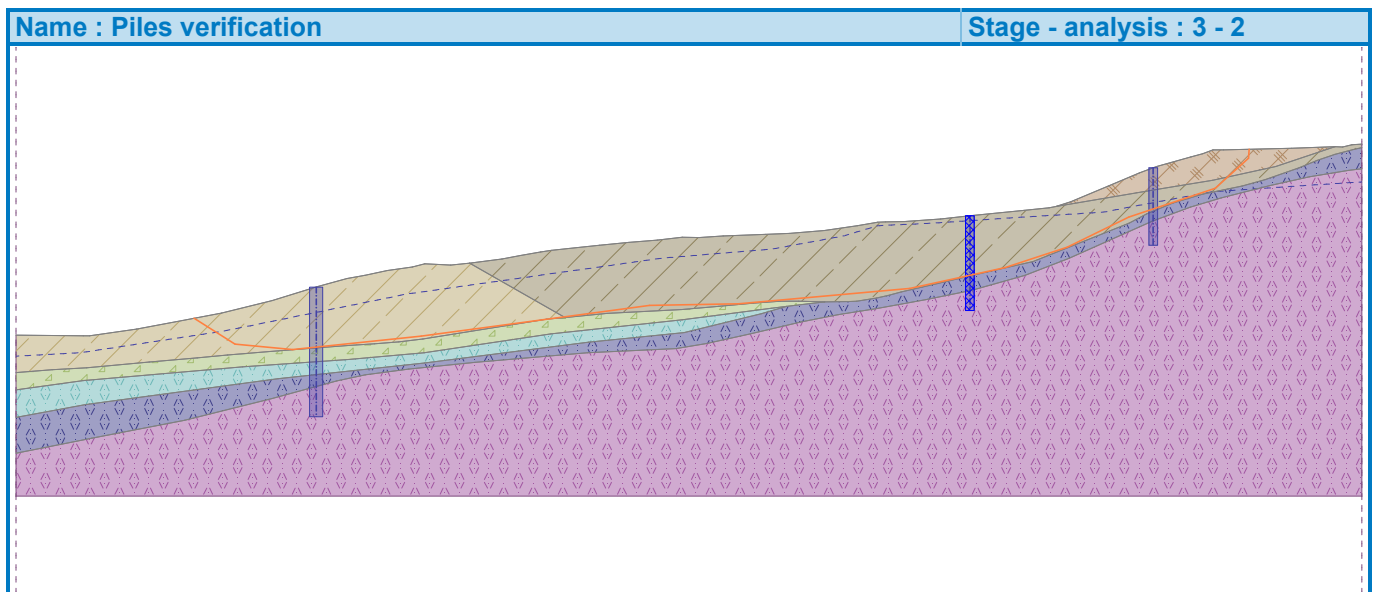 Name : Piles verification
Stage - analysis : 3 - 2